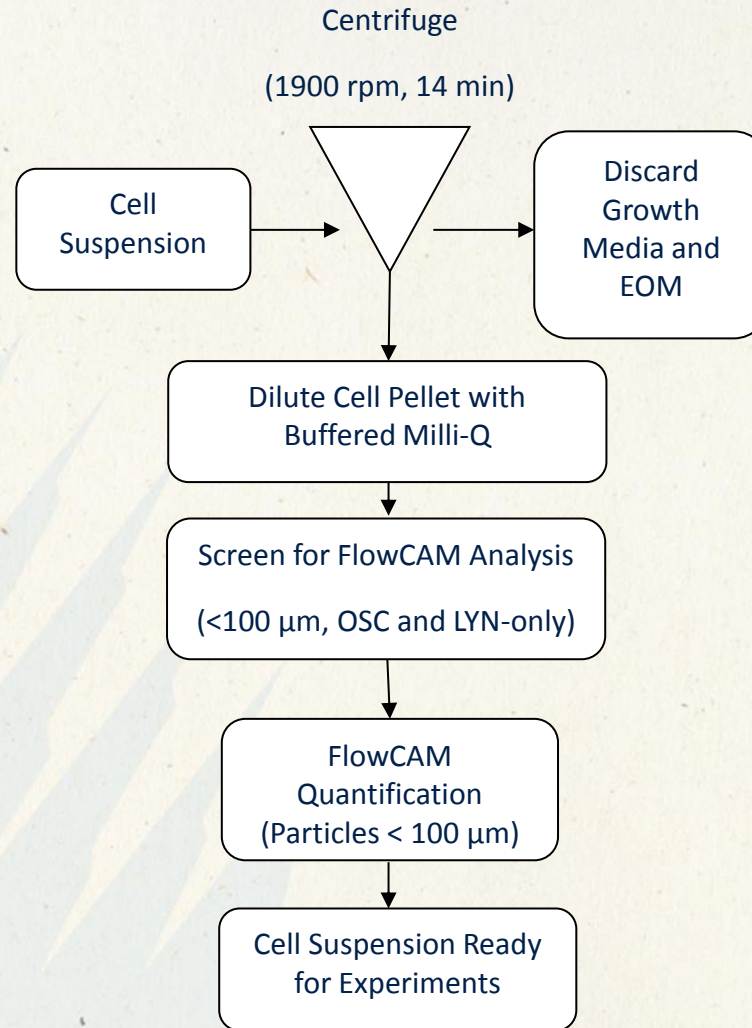 Centrifuge
(1900 rpm, 14 min)
Cell
Suspension
Discard
Growth
Media and
EOM
Dilute Cell Pellet with
Buffered Milli-Q
Screen for FlowCAM Analysis
(<100 µm, OSC and LYN-only)
FlowCAM
Quantification
(Particles < 100 µm)
Cell Suspension Ready
for Experiments